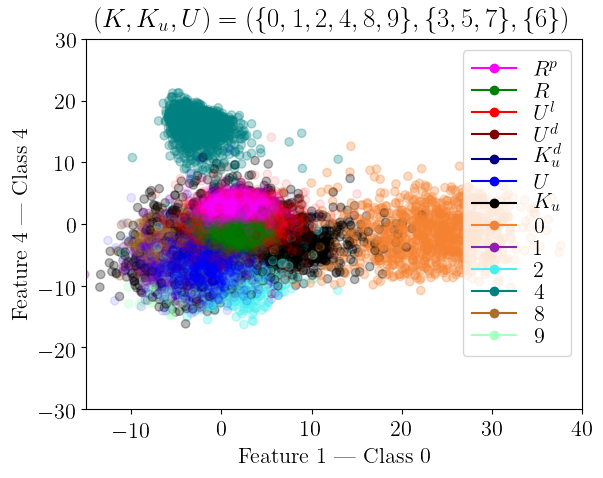 (K, K_u, U) = ({0, 1, 2, 4, 8, 9}, {3, 5, 7}, {6})
30
20
10
0
−10
−20
−30
Feature 4 — Class 4
−10
0
10
20
30
40
Feature 1 — Class 0
R^p
R
U^l
U^d
K_u^d
U
K_u
0
1
2
4
8
9